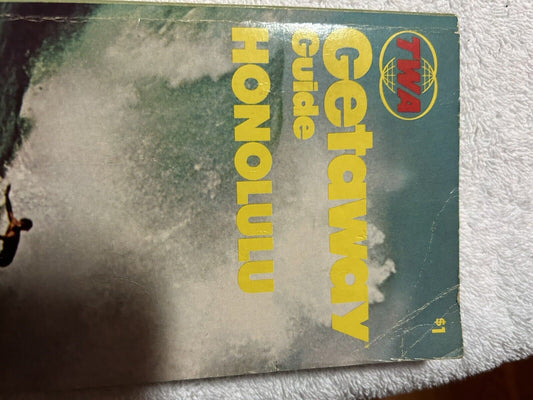 TWA
Getaway
Guide
HONOLULU
$1